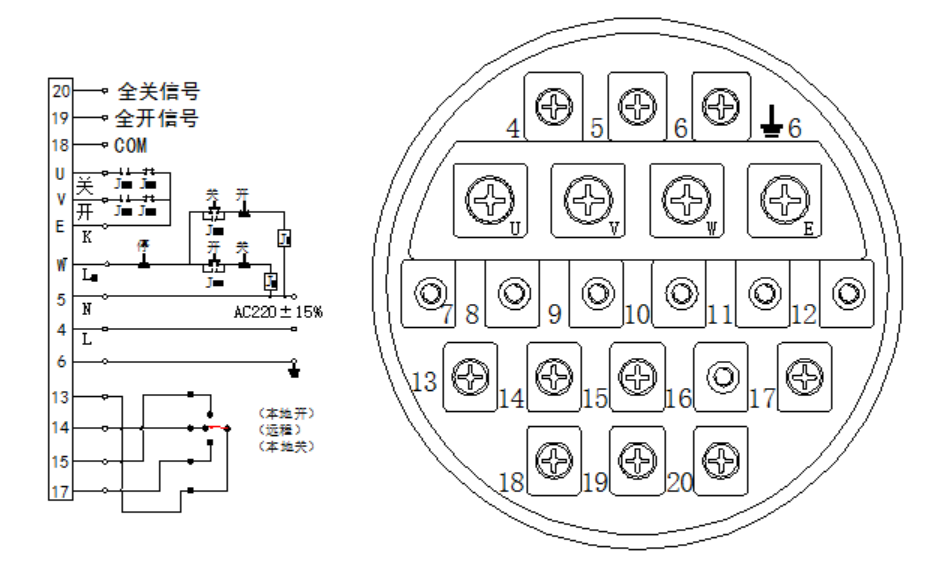 20 全关信号
19 全开信号
18 COM
U
关
J J
V
J J
开
E
K
关 开
J
J
停
开 关
W
L
J
J
5
N
AC220±15%
4
L
6
13
14
15
17
(本地开)
(远程)
(本地关)
4 5 6 6
U V W E
7 8 9 10 11 12
13 14 15 16 17
18 19 20